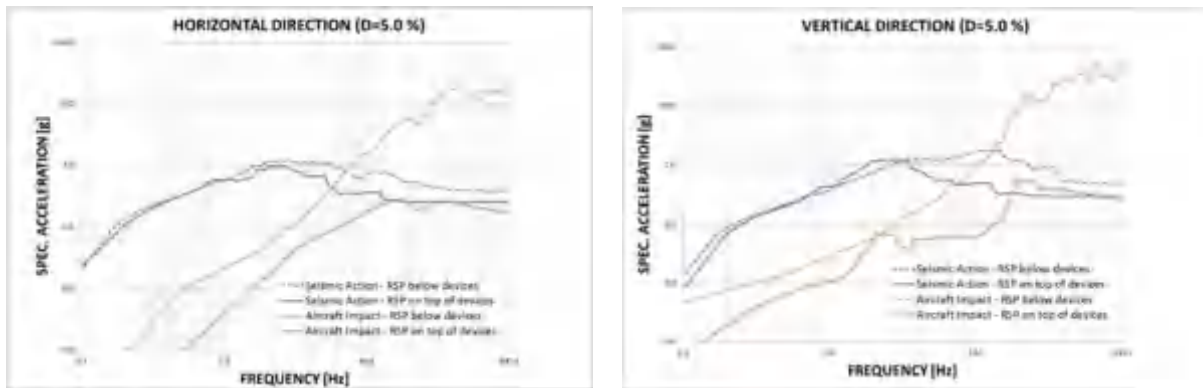 HORIZONTAL DIRECTION (D=5.0 %)
SPEC. ACCELERATION [g]
Seismic Action - RSP below devices
Seismic Action - RSP on top of devices
Aircraft Impact - RSP below devices
Aircraft Impact - RSP on top of devices
FREQUENCY [Hz]
VERTICAL DIRECTION (D=5.0 %)
SPEC. ACCELERATION [g]
Seismic Action - RSP below devices
Seismic Action - RSP on top of devices
Aircraft Impact - RSP below devices
Aircraft Impact - RSP on top of devices
FREQUENCY [Hz]